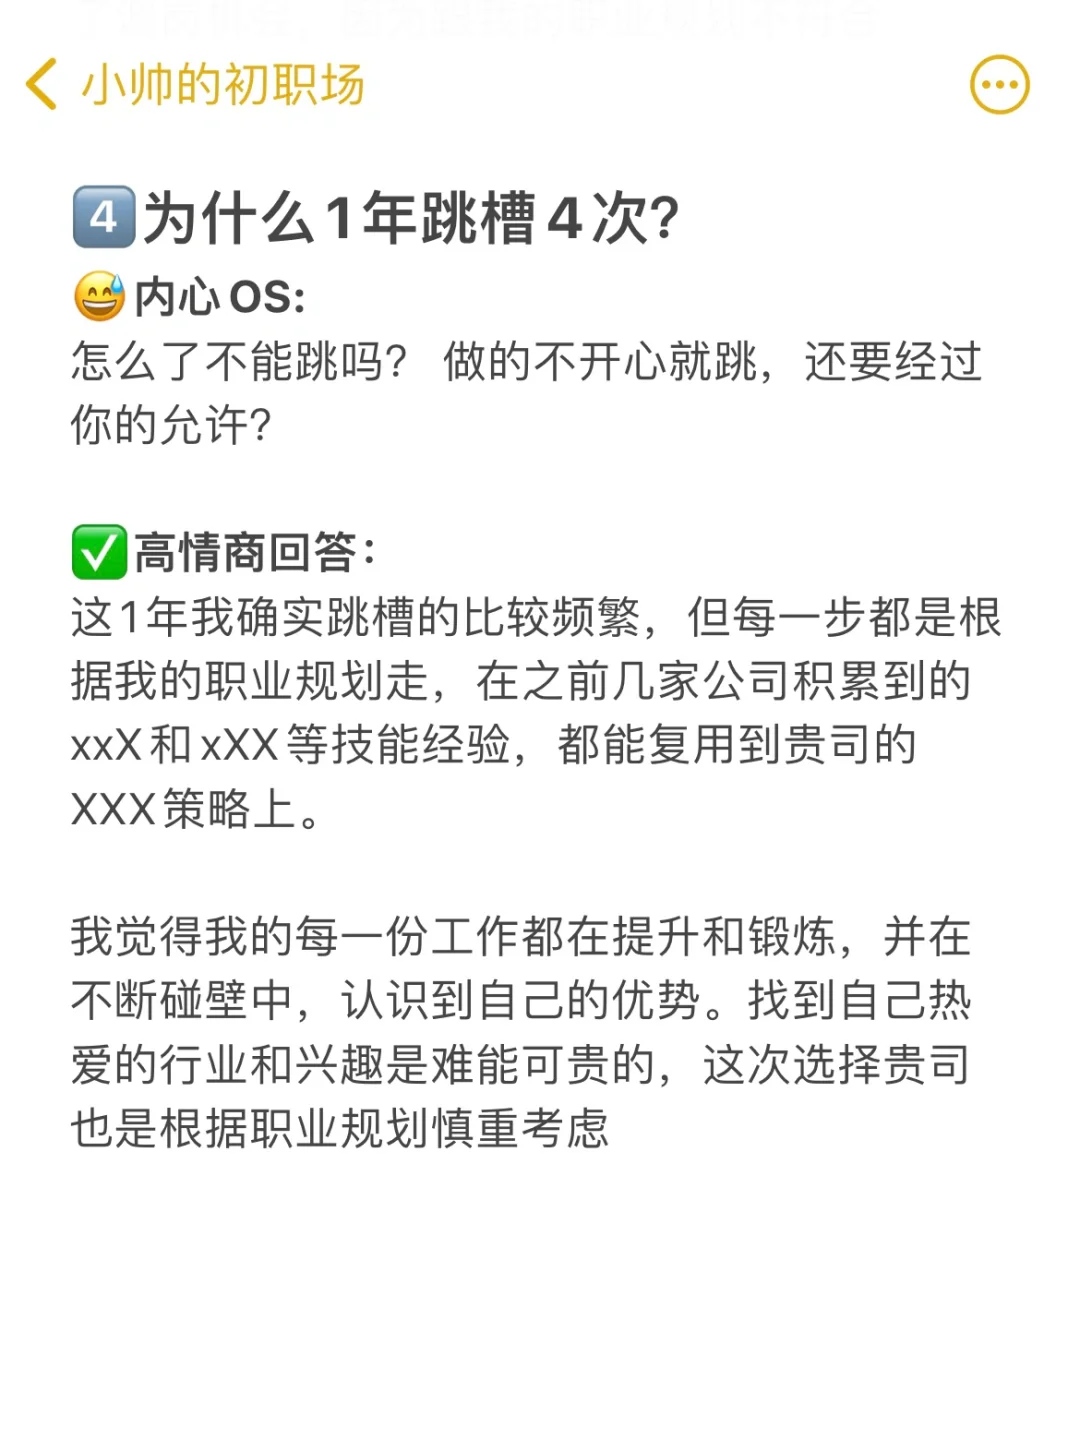 小帅的初职场
4为什么1年跳槽4次?
😅内心OS:
怎么了不能跳吗? 做的不开心就跳，还要经过
你的允许?
✅高情商回答：
这1年我确实跳槽的比较频繁，但每一步都是根
据我的职业规划走，在之前几家公司积累到的
xxX和xXX等技能经验，都能复用到贵司的
XXX策略上。
我觉得我的每一份工作都在提升和锻炼，并在
不断碰壁中，认识到自己的优势。找到自己热
爱的行业和兴趣是难能可贵的，这次选择贵司
也是根据职业规划慎重考虑